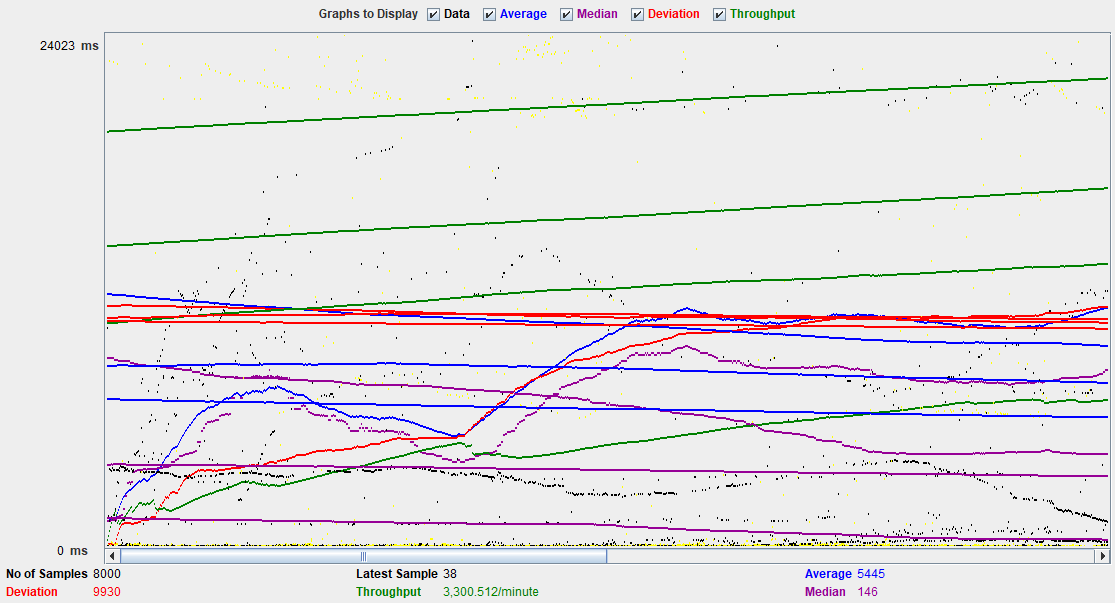 Graphs to Display Data Average Median Deviation Throughput
24023 ms
0 ms
No of Samples 8000 Latest Sample 38 Average 5445
Deviation 9930 Throughput 3,300.512/minute Median 146